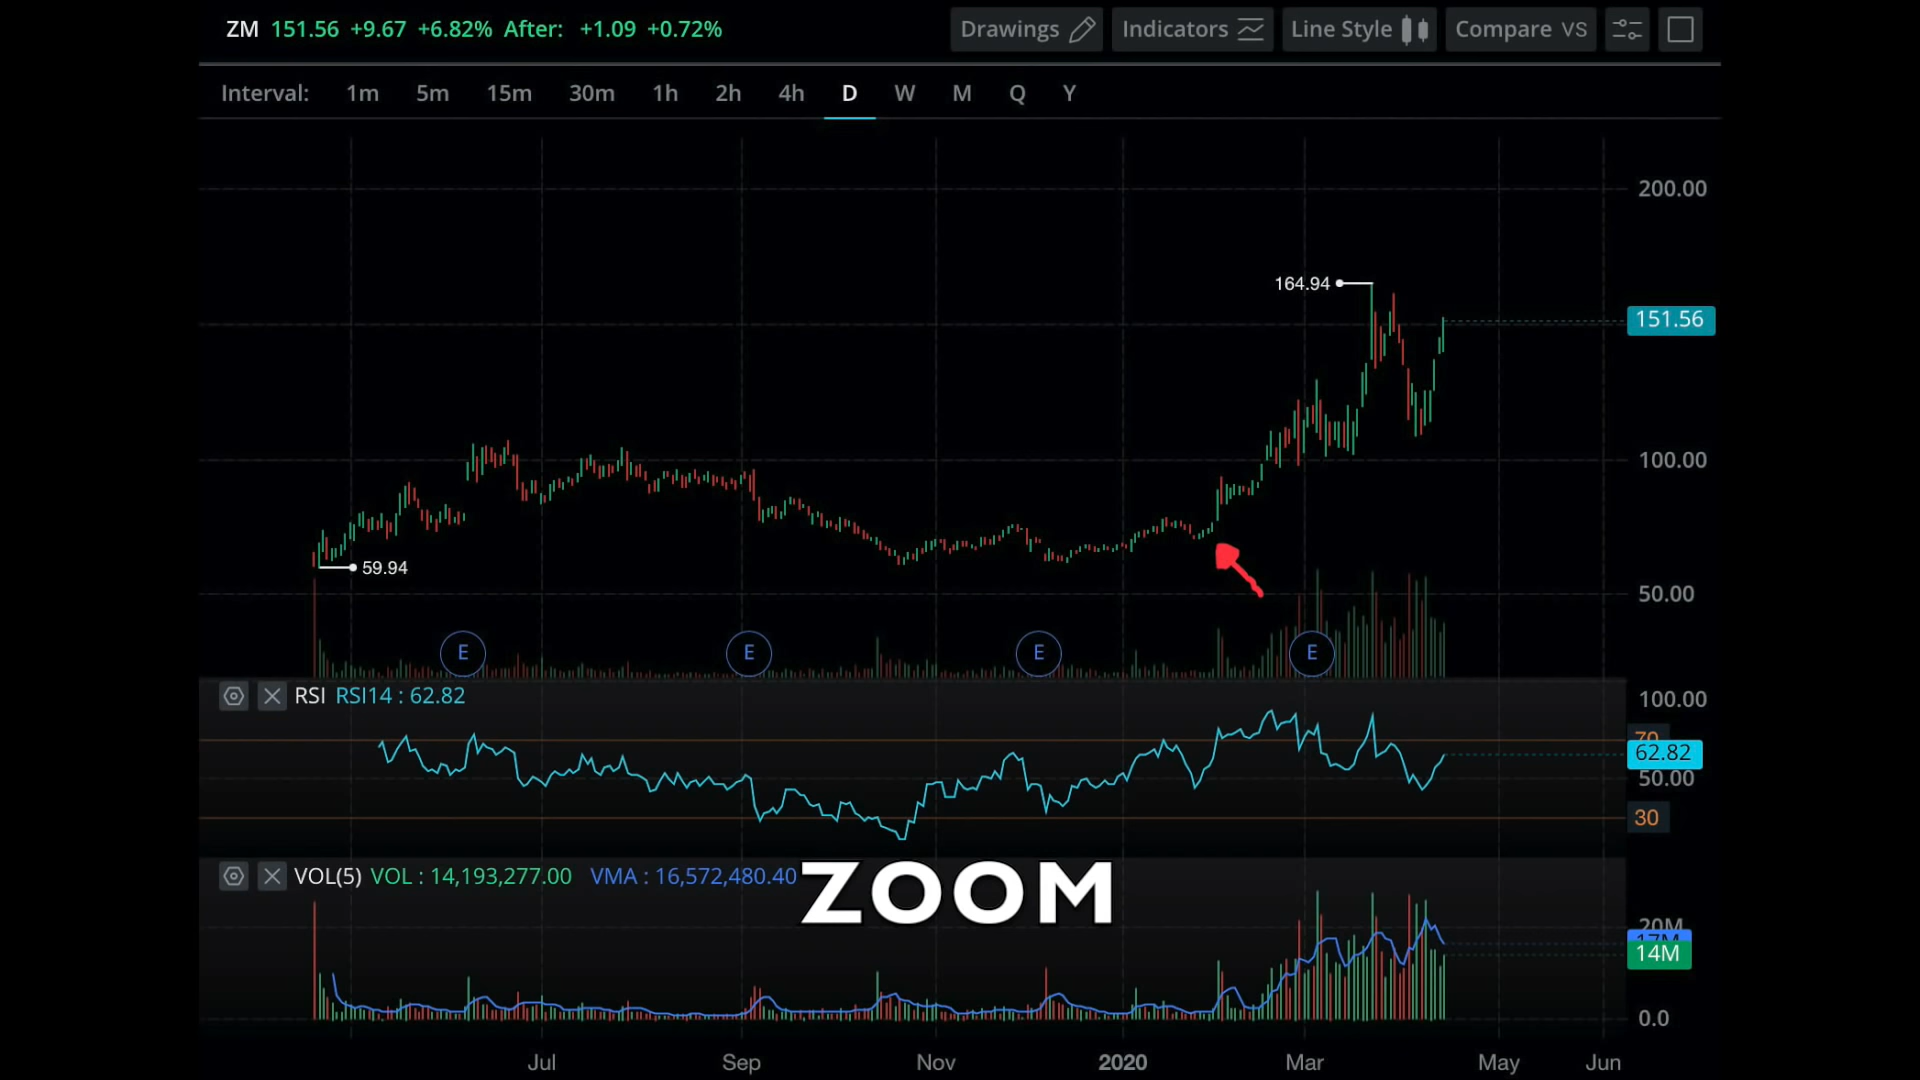 ZM 151.56 +9.67 +6.82% After: +1.09 +0.72% Drawings Indicators Line Style Compare VS
Interval: 1m 5m 15m 30m 1h 2h 4h D W M Q Y
200.00
164.94
151.56
100.00
59.94
50.00
E E E E
RSI RSI14 : 62.82
100.00
70
62.82
50.00
30
VOL(5) VOL : 14,193,277.00 VMA : 16,572,480.40
ZOOM
20M
17M
14M
0.0
Jul Sep Nov 2020 Mar May Jun